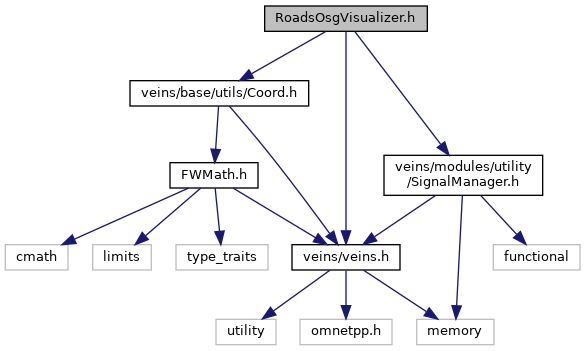 RoadsOsgVisualizer.h
veins/base/utils/Coord.h
veins/modules/utility
/SignalManager.h
FWMath.h
cmath
limits
type_traits
veins/veins.h
functional
utility
omnetpp.h
memory